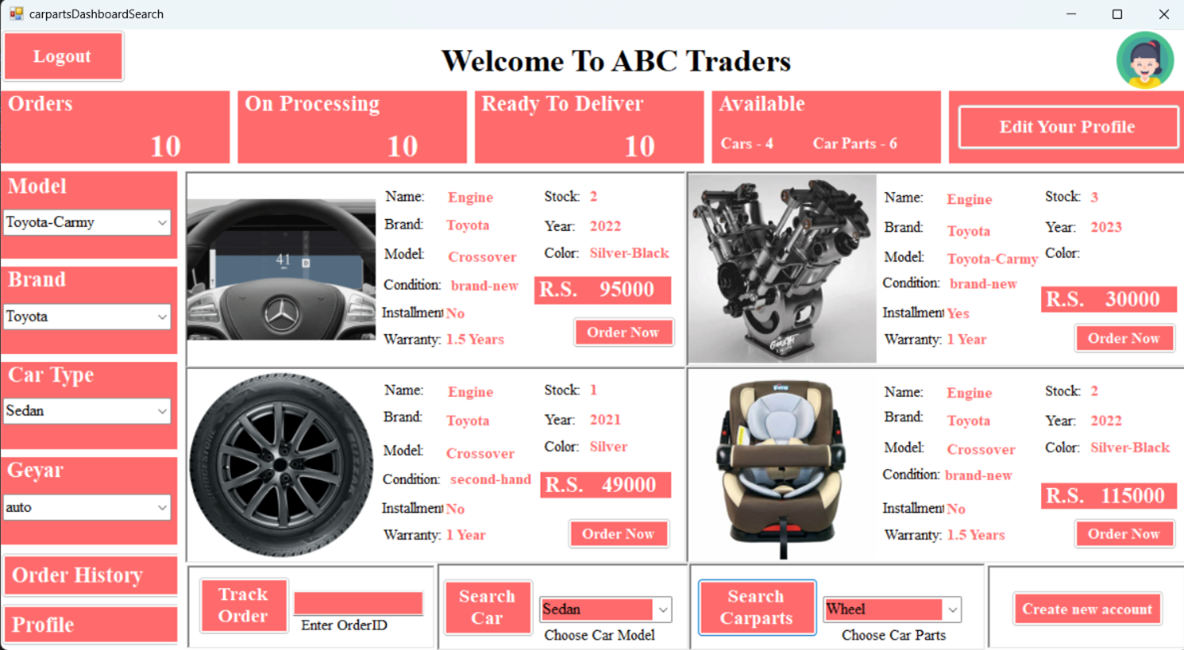 carpartsDashboardSearch
Logout
Welcome To ABC Traders
Orders
10
On Processing
10
Ready To Deliver
10
Available
Cars - 4 Car Parts - 6
Edit Your Profile
Model
Toyota-Carmy
Brand
Toyota
Car Type
Sedan
Geyar
auto
Order History
Profile
41
Name: Engine Stock: 2
Brand: Toyota Year: 2022
Model: Crossover Color: Silver-Black
Condition: brand-new R.S. 95000
Installment No
Warranty: 1.5 Years Order Now
Name: Engine Stock: 3
Brand: Toyota Year: 2023
Model: Toyota-Carmy Color:
Condition: brand-new R.S. 30000
Installment Yes
Warranty: 1 Year Order Now
Name: Engine Stock: 1
Brand: Toyota Year: 2021
Model: Crossover Color: Silver
Condition: second-hand R.S. 49000
Installment No
Warranty: 1 Year Order Now
Name: Engine Stock: 2
Brand: Toyota Year: 2022
Model: Crossover Color: Silver-Black
Condition: brand-new R.S. 115000
Installment No
Warranty: 1.5 Years Order Now
Track
Order
Enter OrderID
Search
Car
Sedan
Choose Car Model
Search
Carparts
Wheel
Choose Car Parts
Create new account